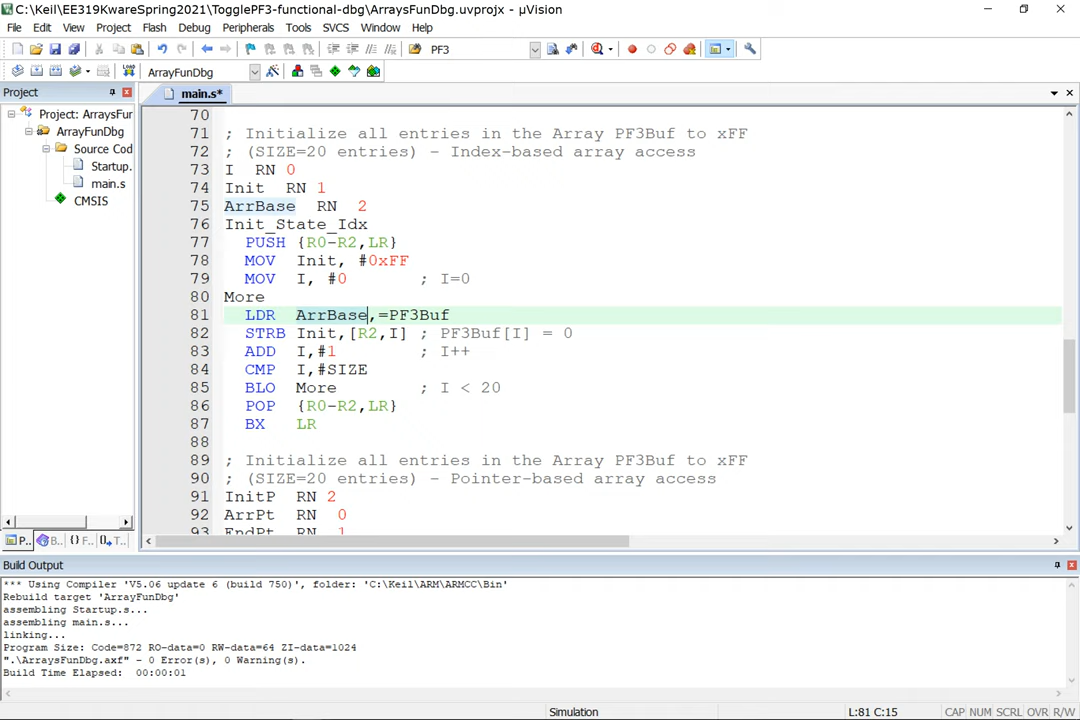 C:\Keil\EE319KwareSpring2021\TogglePF3-functional-dbg\ArraysFunDbg.uvprojx - µVision
File Edit View Project Flash Debug Peripherals Tools SVCS Window Help
PF3
ArrayFunDbg
Project
main.s*
Project: ArraysFur
ArrayFunDbg
Source Cod
Startup.
main.s
CMSIS
70
71 ; Initialize all entries in the Array PF3Buf to xFF
72 ; (SIZE=20 entries) - Index-based array access
73 I RN 0
74 Init RN 1
75 ArrBase RN 2
76 Init_State_Idx
77 PUSH {R0-R2,LR}
78 MOV Init, #0xFF
79 MOV I, #0 ; I=0
80 More
81 LDR ArrBase,=PF3Buf
82 STRB Init,[R2,I] ; PF3Buf[I] = 0
83 ADD I,#1 ; I++
84 CMP I,#SIZE
85 BLO More ; I < 20
86 POP {R0-R2,LR}
87 BX LR
88
89 ; Initialize all entries in the Array PF3Buf to xFF
90 ; (SIZE=20 entries) - Pointer-based array access
91 InitP RN 2
92 ArrPt RN 0
93 EndPt RN 1
P.. B.. {} F.. T..
Build Output
*** Using Compiler 'V5.06 update 6 (build 750)', folder: 'C:\Keil\ARM\ARMCC\Bin'
Rebuild target 'ArrayFunDbg'
assembling Startup.s...
assembling main.s...
linking...
Program Size: Code=872 RO-data=0 RW-data=64 ZI-data=1024
".\ArraysFunDbg.axf" - 0 Error(s), 0 Warning(s).
Build Time Elapsed: 00:00:01
Simulation L:81 C:15 CAP NUM SCRL OVR R/W